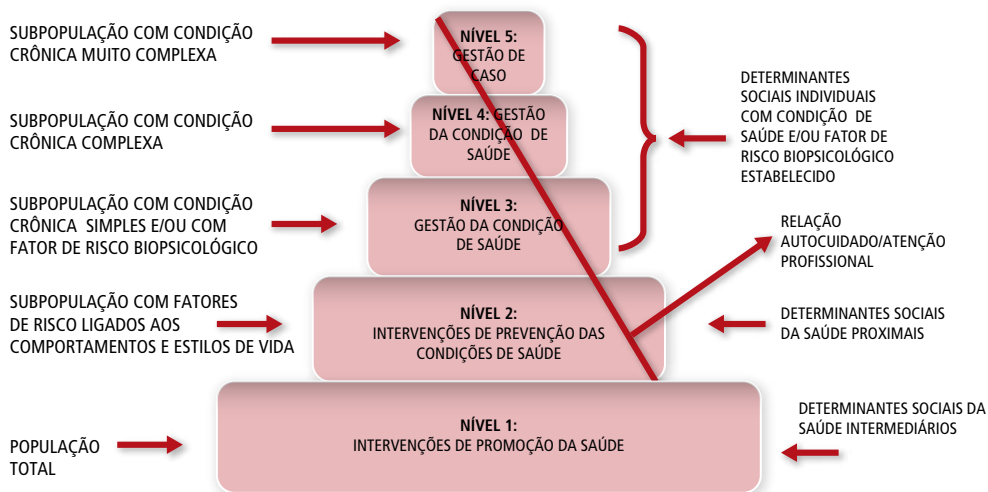 SUBPOPULAÇÃO COM CONDIÇÃO
CRÔNICA MUITO COMPLEXA
SUBPOPULAÇÃO COM CONDIÇÃO
CRÔNICA COMPLEXA
SUBPOPULAÇÃO COM CONDIÇÃO
CRÔNICA SIMPLES E/OU COM
FATOR DE RISCO BIOPSICOLÓGICO
SUBPOPULAÇÃO COM FATORES
DE RISCO LIGADOS AOS
COMPORTAMENTOS E ESTILOS DE VIDA
POPULAÇÃO
TOTAL
NÍVEL 5:
GESTÃO DE
CASO
NÍVEL 4: GESTÃO
DA CONDIÇÃO DE
SAÚDE
NÍVEL 3:
GESTÃO DA CONDIÇÃO
DE SAÚDE
NÍVEL 2:
INTERVENÇÕES DE PREVENÇÃO DAS
CONDIÇÕES DE SAÚDE
NÍVEL 1:
INTERVENÇÕES DE PROMOÇÃO DA SAÚDE
DETERMINANTES
SOCIAIS INDIVIDUAIS
COM CONDIÇÃO DE
SAÚDE E/OU FATOR DE
RISCO BIOPSICOLÓGICO
ESTABELECIDO
RELAÇÃO
AUTOCUIDADO/ATENÇÃO
PROFISSIONAL
DETERMINANTES SOCIAIS
DA SAÚDE PROXIMAIS
DETERMINANTES SOCIAIS DA
SAÚDE INTERMEDIÁRIOS